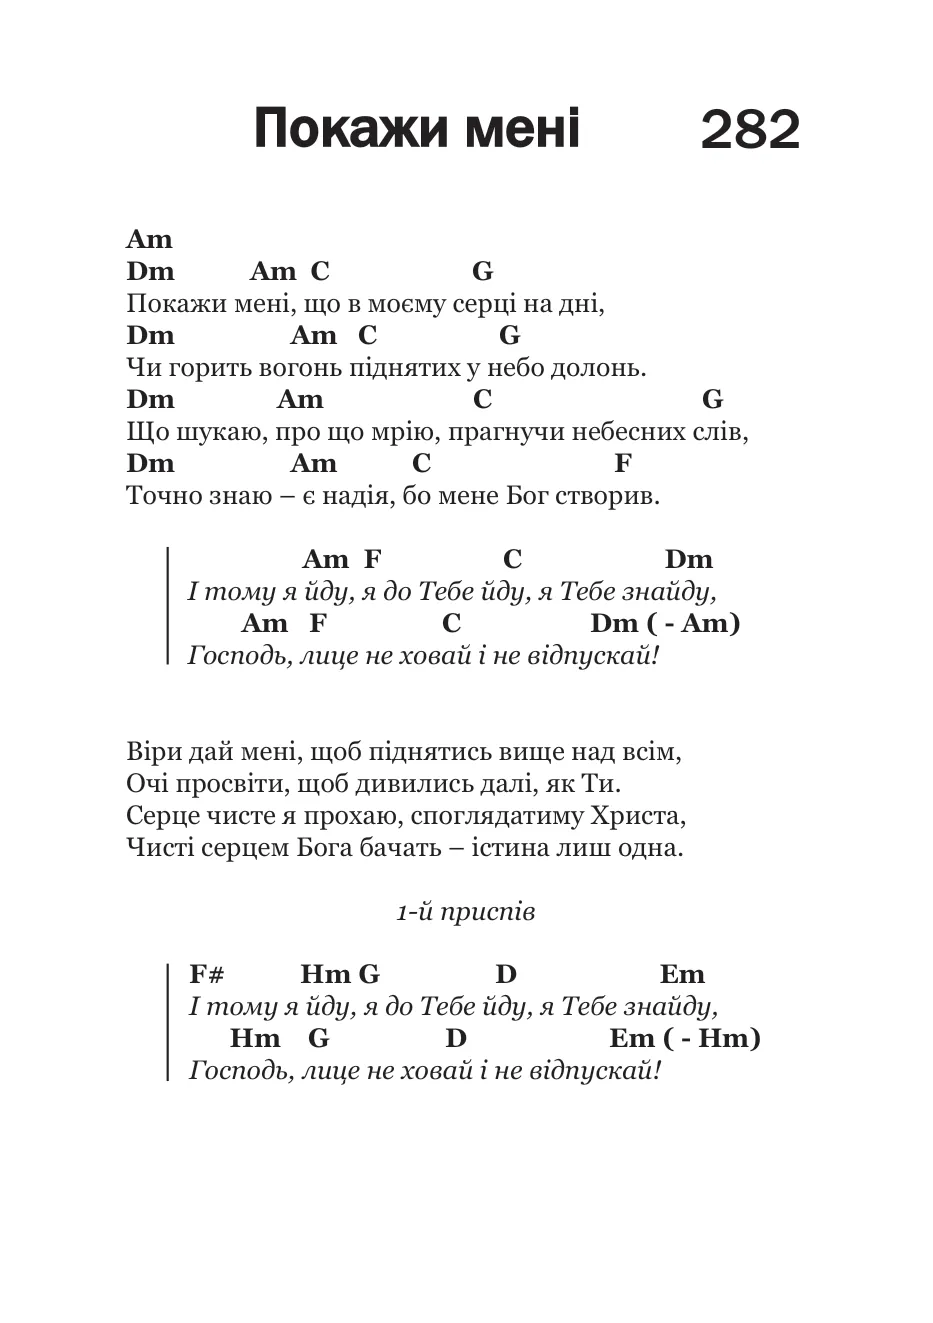 Покажи мені 282
Am
Dm Am C G
Покажи мені, що в моєму серці на дні,
Dm Am C G
Чи горить вогонь піднятих у небо долонь.
Dm Am C G
Що шукаю, про що мрію, прагнучи небесних слів,
Dm Am C F
Точно знаю – є надія, бо мене Бог створив.
Am F C Dm
І тому я йду, я до Тебе йду, я Тебе знайду,
Am F C Dm ( - Am)
Господь, лице не ховай і не відпускай!
Віри дай мені, щоб піднятись вище над всім,
Очі просвіти, щоб дивились далі, як Ти.
Серце чисте я прохаю, споглядатиму Христа,
Чисті серцем Бога бачать – істина лиш одна.
1-й приспів
F# Hm G D Em
І тому я йду, я до Тебе йду, я Тебе знайду,
Hm G D Em ( - Hm)
Господь, лице не ховай і не відпускай!